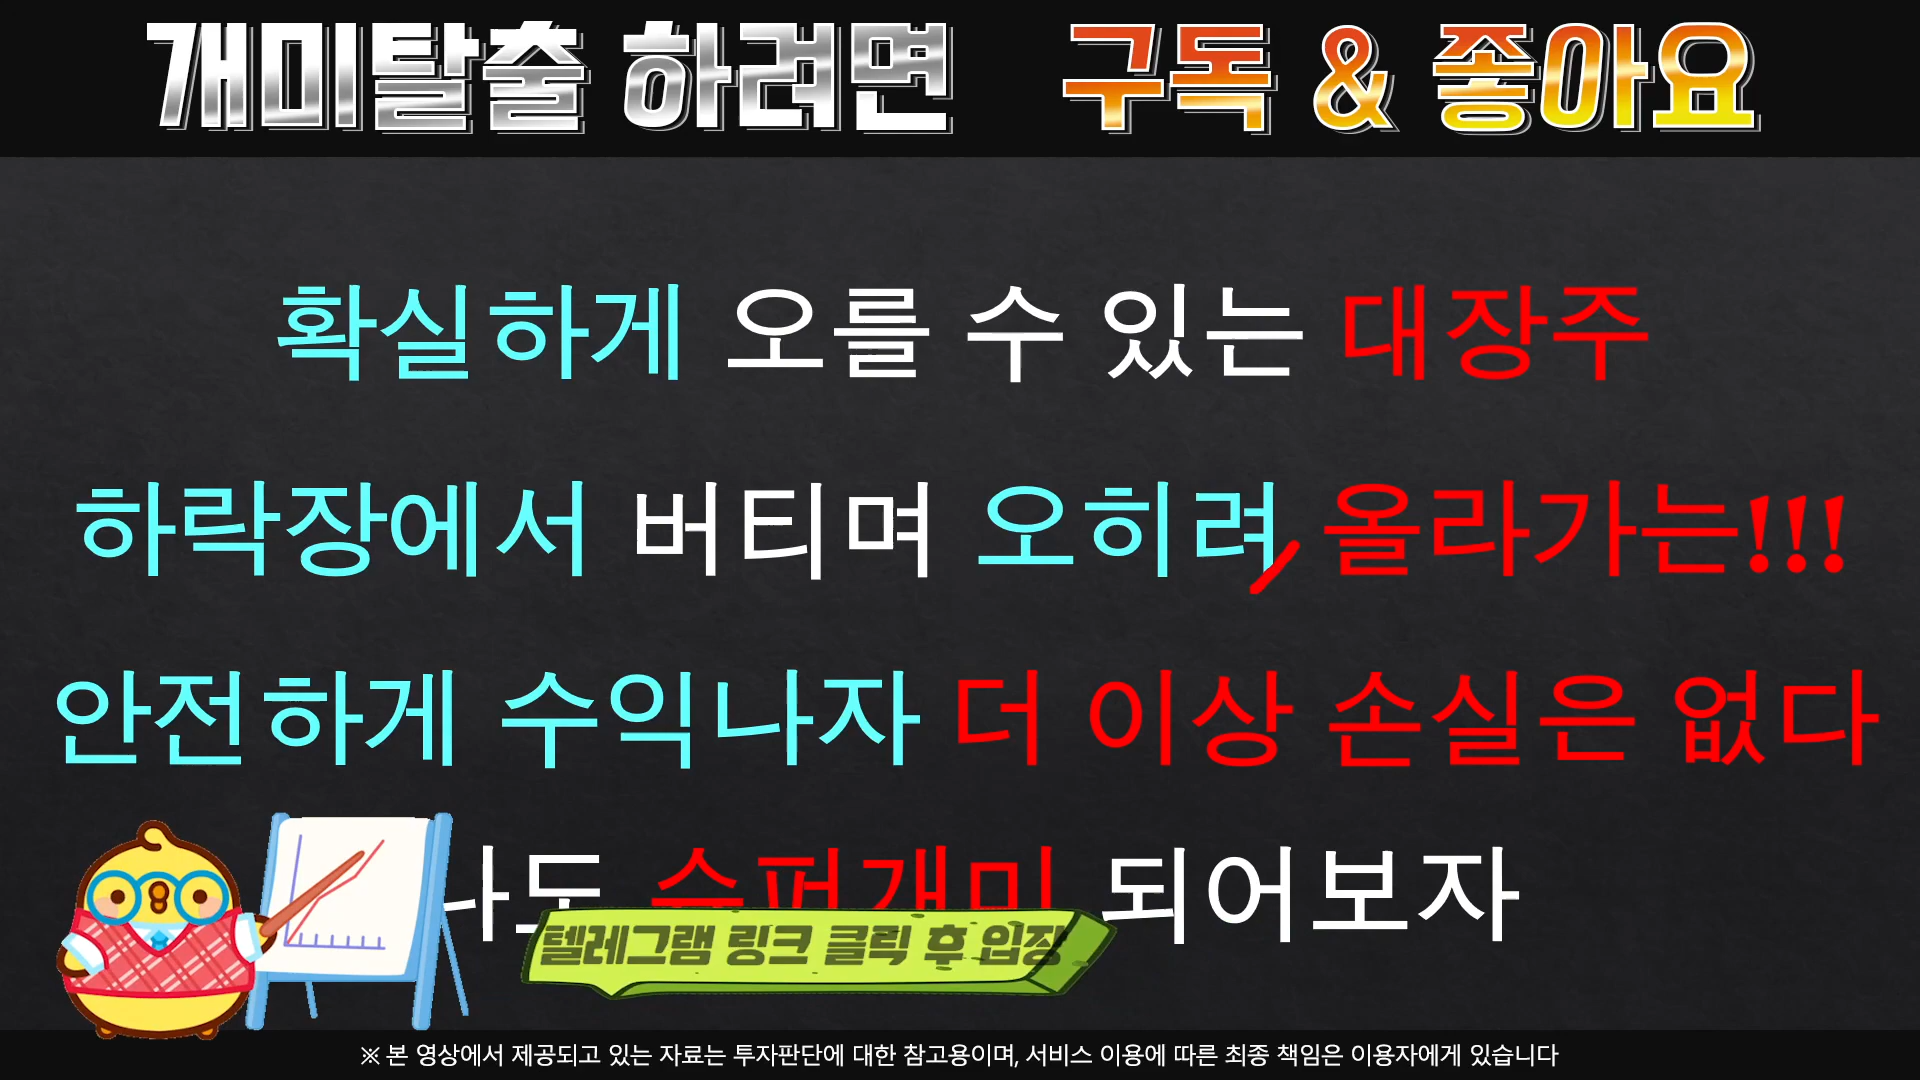 개미탈출 하려면 구독 & 좋아요
확실하게 오를 수 있는 대장주
하락장에서 버티며 오히려 올라가는!!!
안전하게 수익나자 더 이상 손실은 없다
나도 슈퍼개미 되어보자
텔레그램 링크 클릭 후 입장
※ 본 영상에서 제공되고 있는 자료는 투자판단에 대한 참고용이며, 서비스 이용에 따른 최종 책임은 이용자에게 있습니다